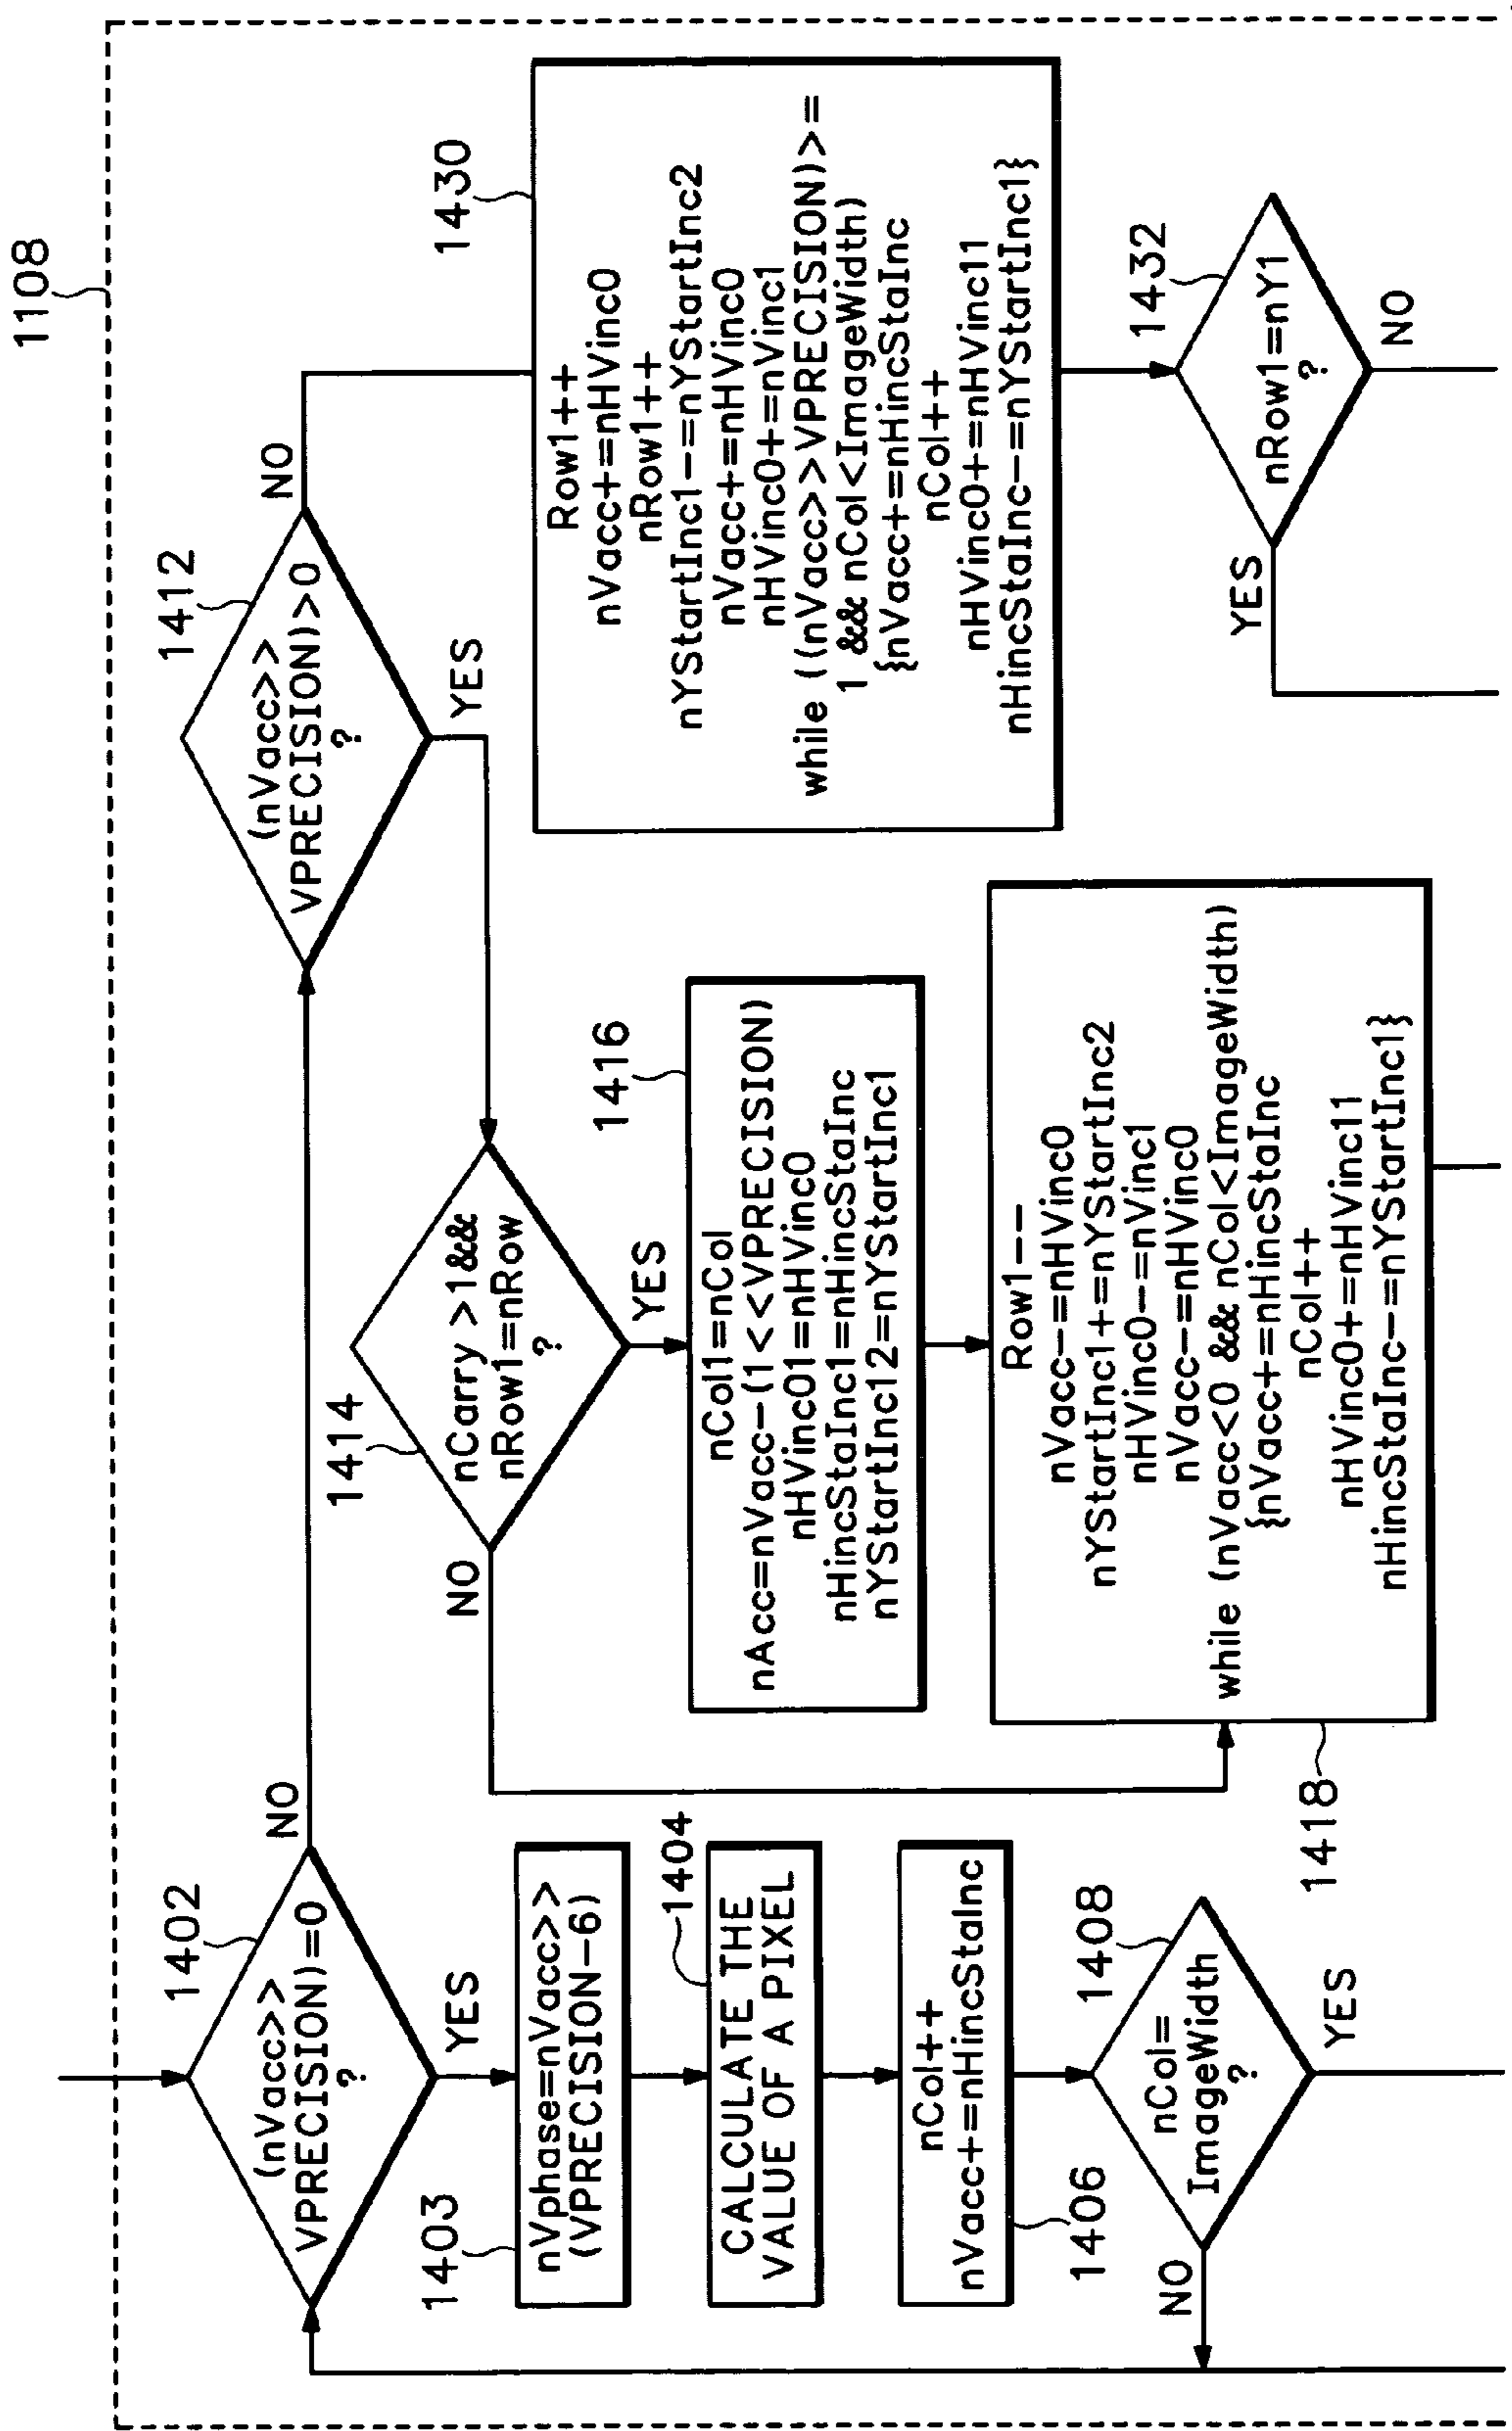 1108
1402
(nVacc>>
VPRECISION)=0
?
NO
YES
1403
nVphase=nVacc>>
(VPRECISION-6)
1404
CALCULATE THE
VALUE OF A PIXEL
nCol++
nVacc+=nHincStaInc
1406
1408
nCol=
ImageWidth
?
NO
YES
1412
(nVacc>>
VPRECISION)>0
?
NO
YES
1414
nCarry >1&&
nRow1=nRow
?
NO
YES
1416
nCol1=nCol
nAcc=nVacc-(1<<VPRECISION)
nHVinc01=nHVinc0
nHincStaInc1=nHincStaInc
nYStartInc12=nYStartInc1
Row1--
nVacc-=nHVinc0
nYStartInc1+=nYStartInc2
nHVinc0-=nVinc1
nVacc-=nHVinc0
while (nVacc<0 && nCol<ImageWidth)
{nVacc+=nHincStaInc
nCol++
nHVinc0+=nHVinc11
nHincStaInc-=nYStartInc1}
1418
1430
Row1++
nVacc+=nHVinc0
nRow1++
nYStartInc1-=nYStartInc2
nVacc+=nHVinc0
nHVinc0+=nVinc1
while ((nVacc>>VPRECISION)>=
1 && nCol<ImageWidth)
{nVacc+=nHincStaInc
nCol++
nHVinc0+=nHVinc11
nHincStaInc-=nYStartInc1}
1432
nRow1=nY1
?
YES
NO